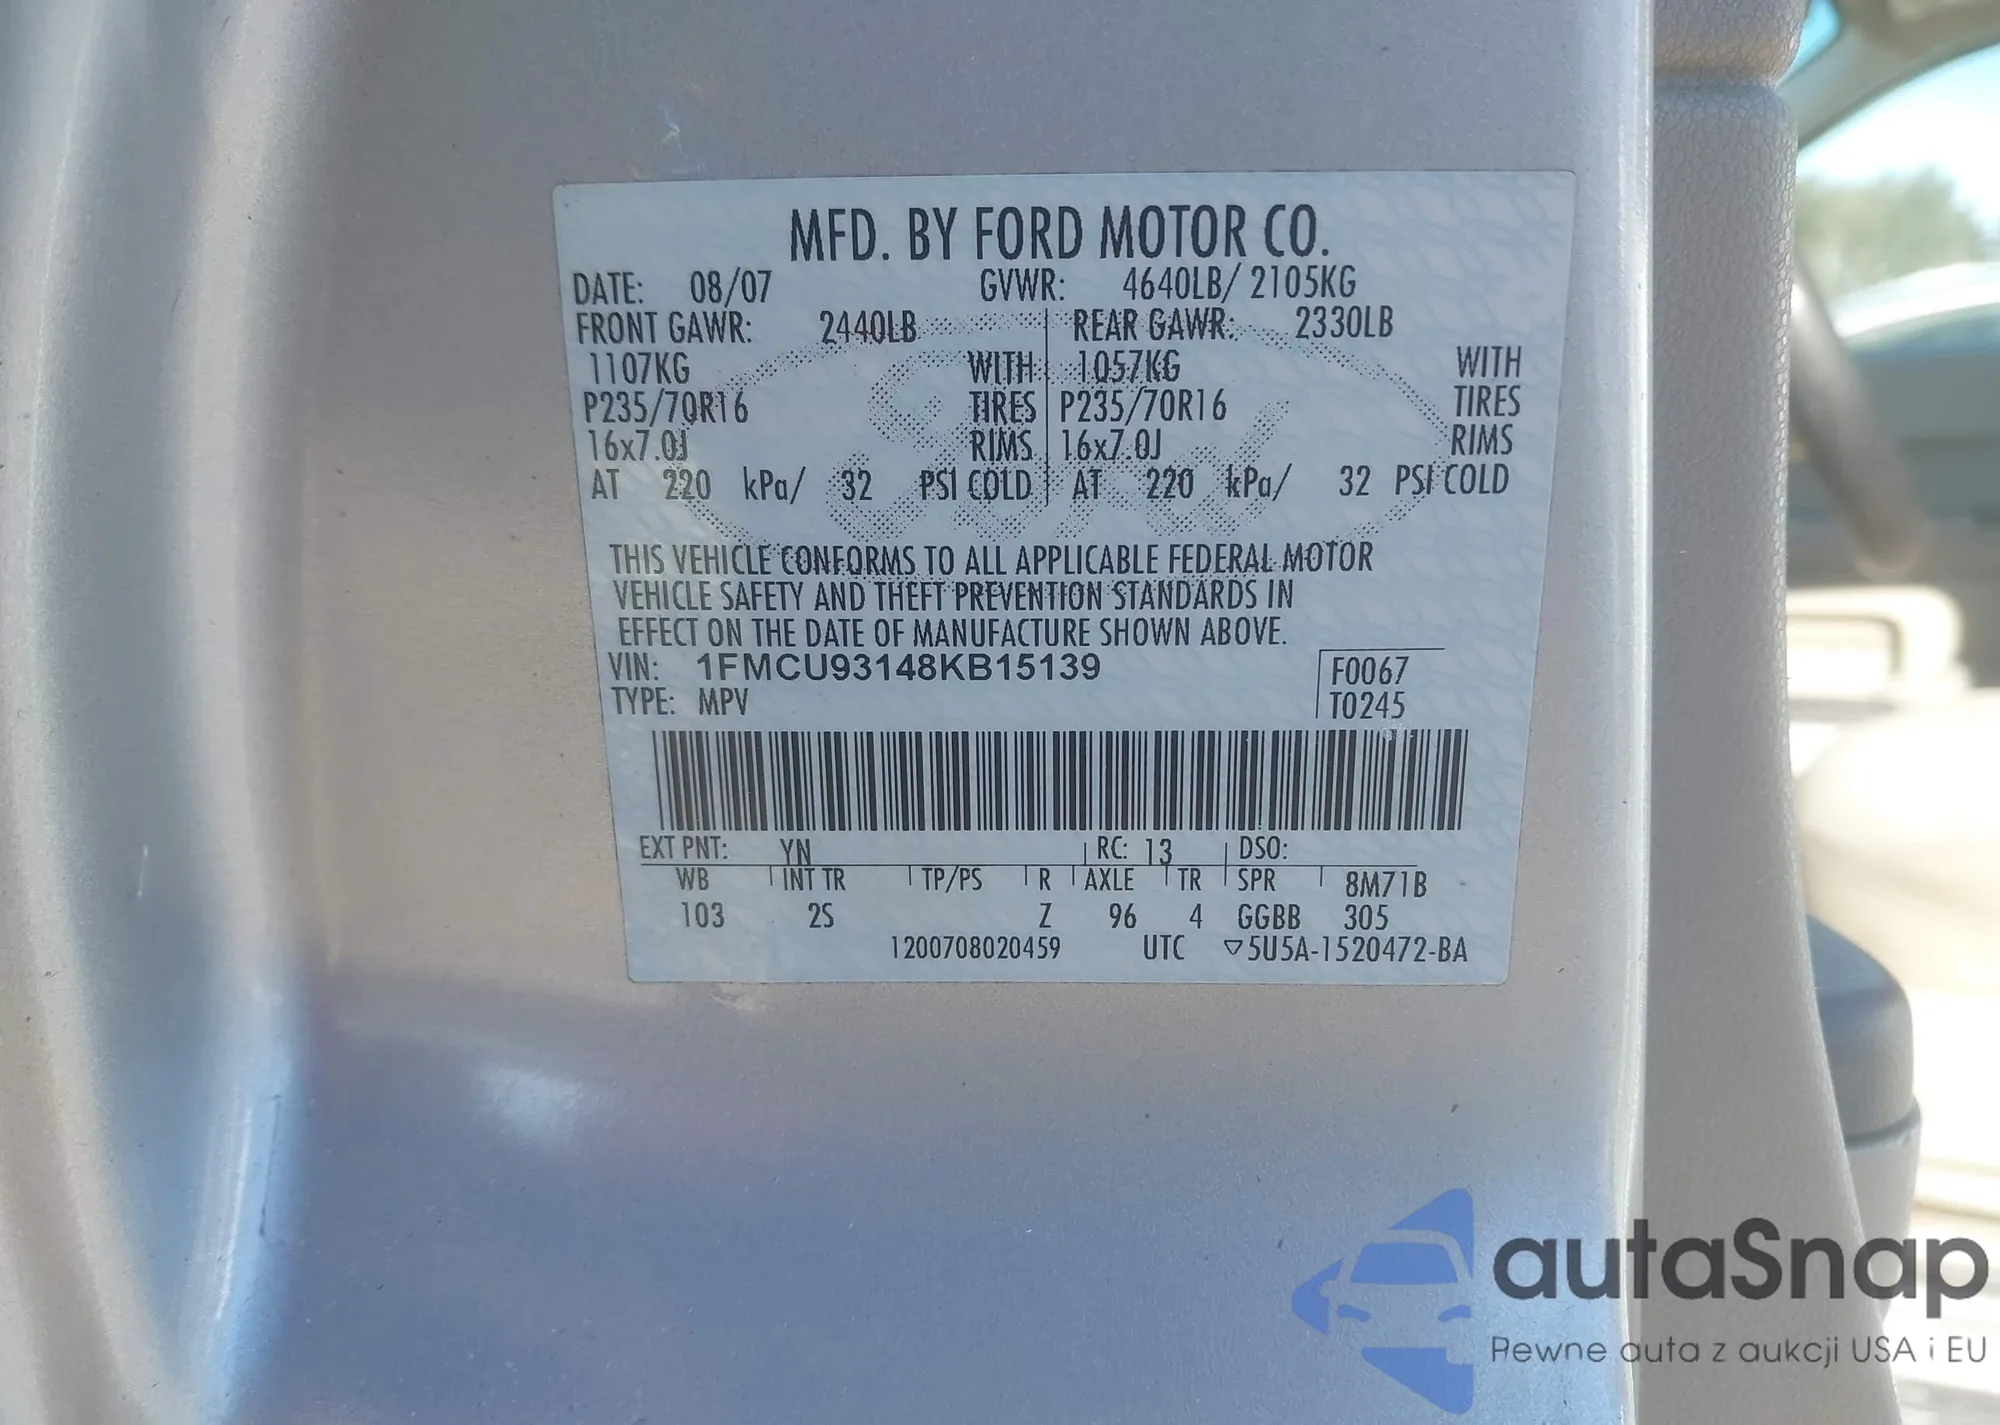 MFD. BY FORD MOTOR CO.
DATE: 08/07 GVWR: 4640LB/ 2105KG
FRONT GAWR: 2440LB REAR GAWR: 2330LB
1107KG WITH 1057KG WITH
P235/70R16 TIRES P235/70R16 TIRES
16x7.0J RIMS 16x7.0J RIMS
AT 220 kPa/ 32 PSI COLD AT 220 kPa/ 32 PSI COLD
Ford
THIS VEHICLE CONFORMS TO ALL APPLICABLE FEDERAL MOTOR
VEHICLE SAFETY AND THEFT PREVENTION STANDARDS IN
EFFECT ON THE DATE OF MANUFACTURE SHOWN ABOVE.
VIN: 1FMCU93148KB15139 F0067
TYPE: MPV T0245
EXT PNT: YN RC: 13 DSO:
WB INT TR TP/PS R AXLE TR SPR 8M71B
103 2S Z 96 4 GGBB 305
1200708020459 UTC ▽5U5A-1520472-BA
autaSnap
Pewne auta z aukcji USA i EU